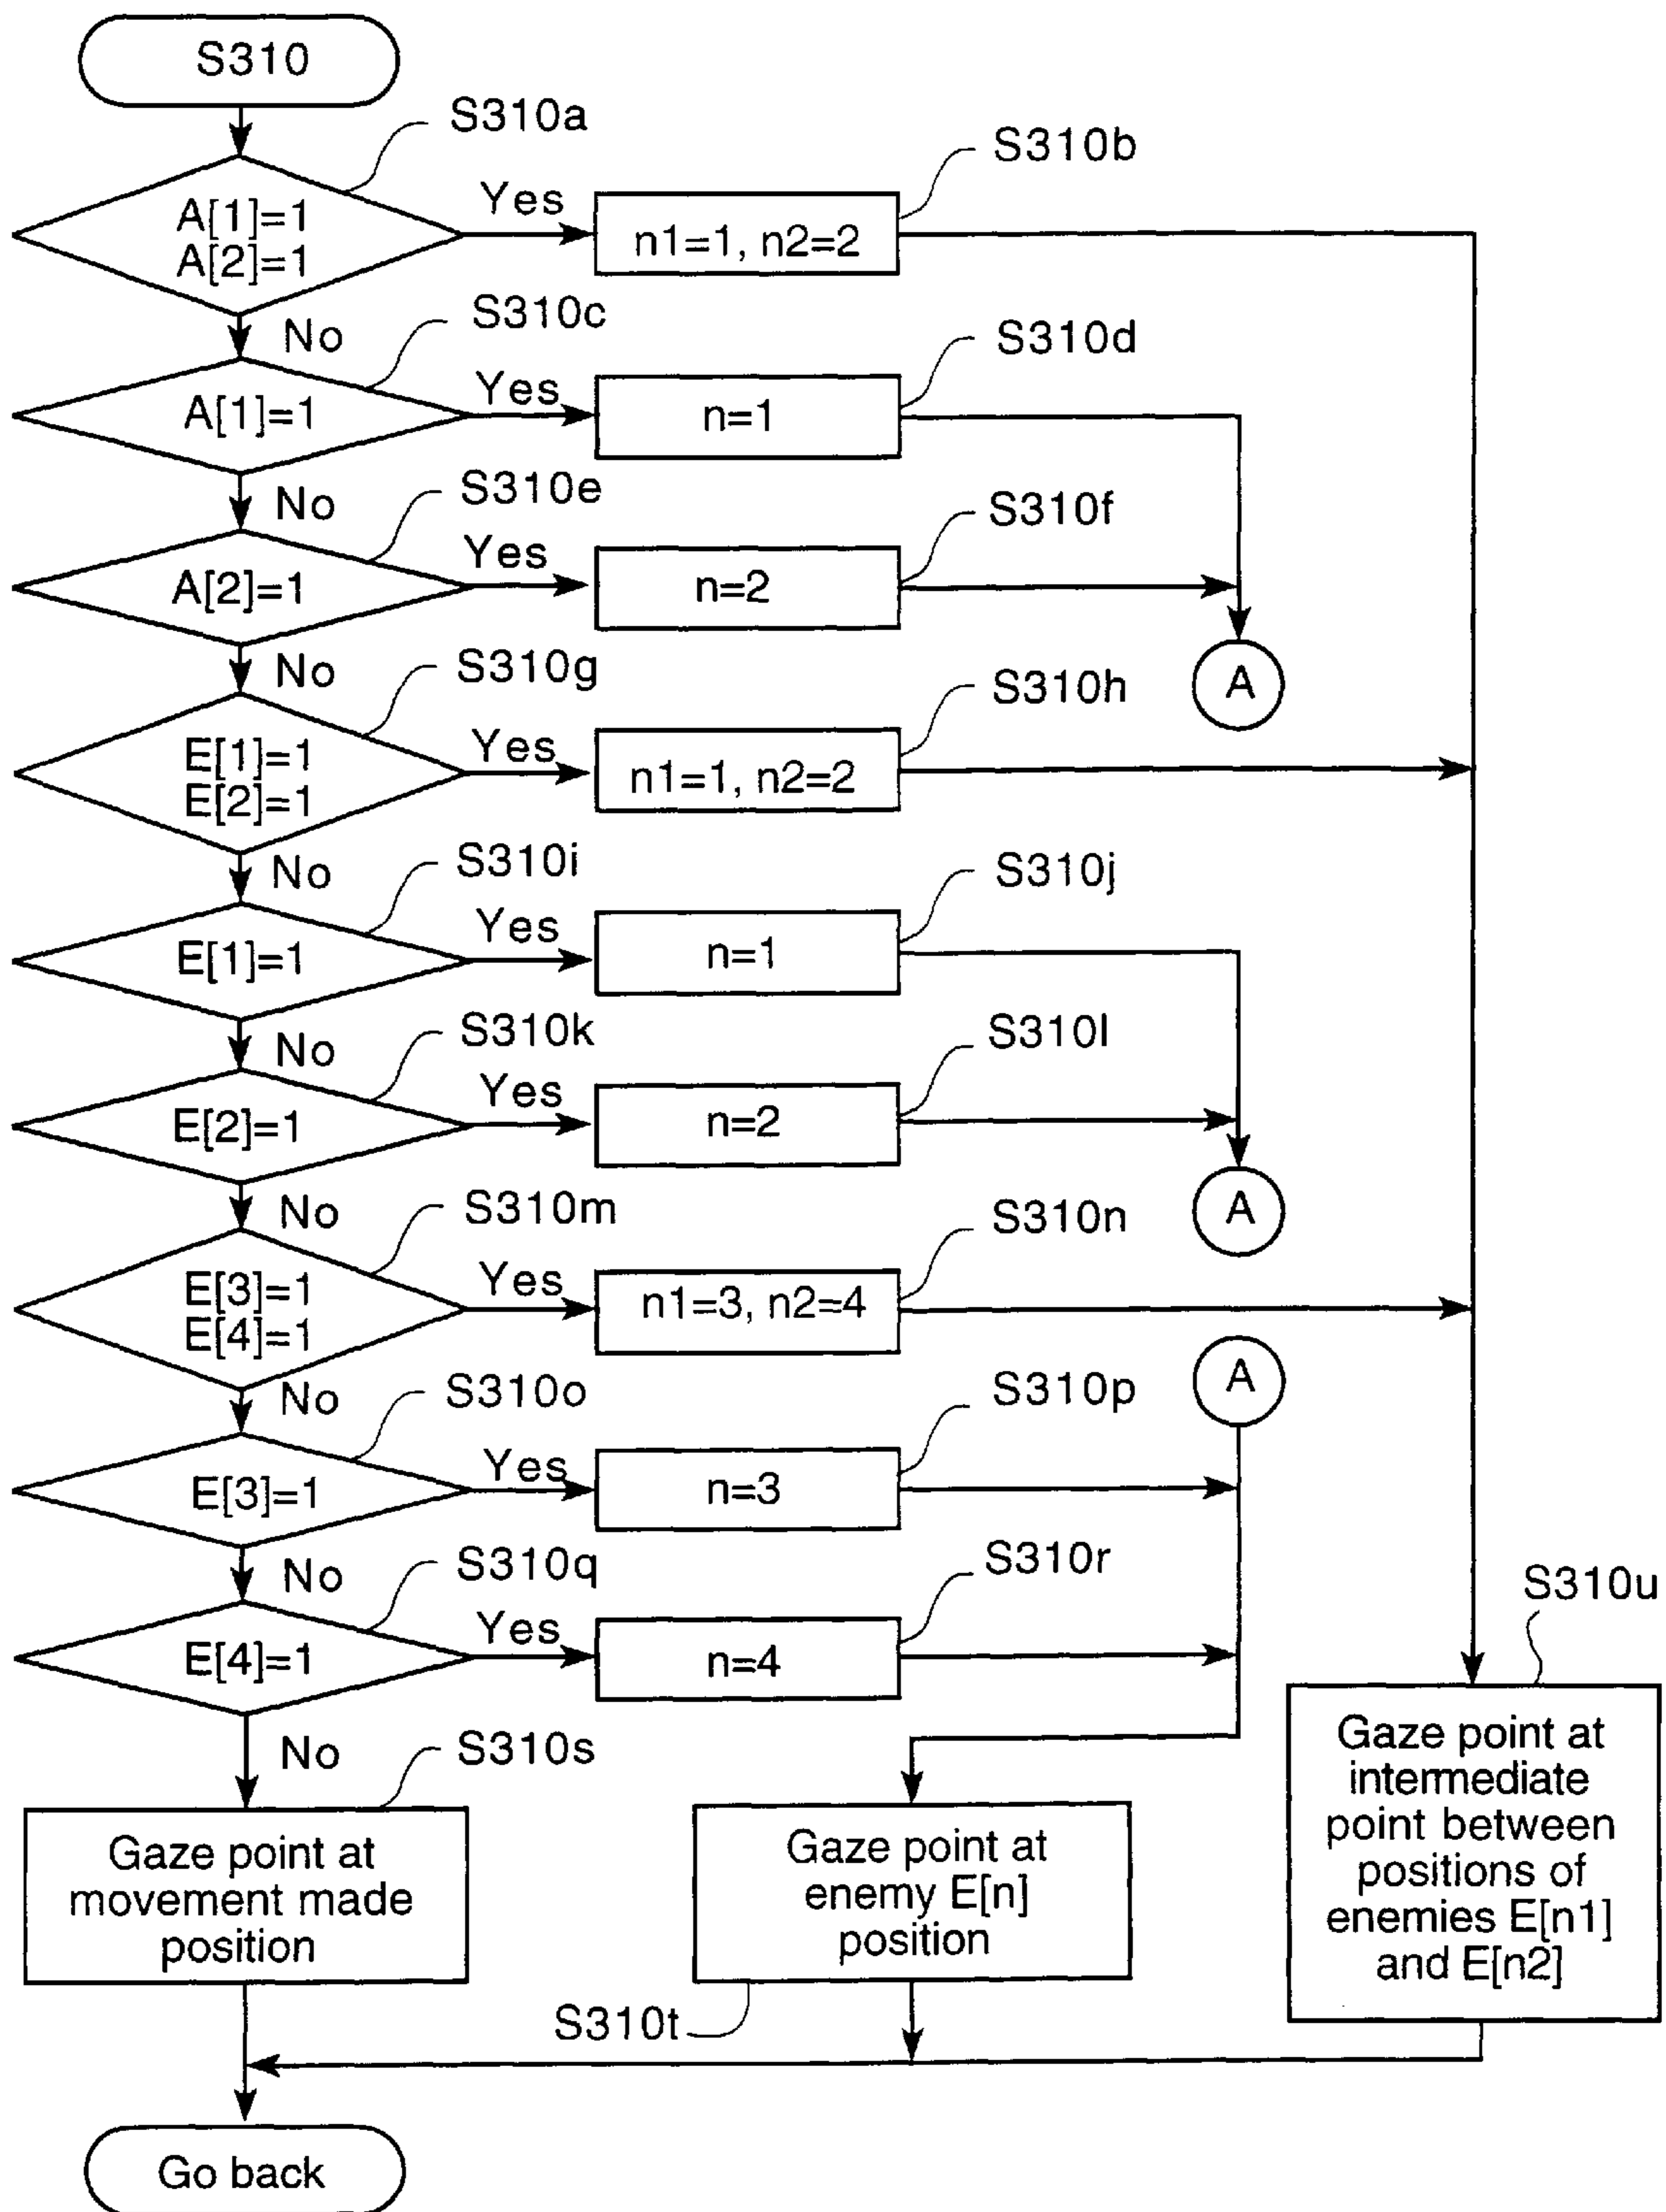 S310
S310a
A[1]=1
A[2]=1
Yes
S310b
n1=1, n2=2
No
S310c
A[1]=1
Yes
S310d
n=1
No
S310e
A[2]=1
Yes
S310f
n=2
A
No
S310g
E[1]=1
E[2]=1
Yes
S310h
n1=1, n2=2
No
S310i
E[1]=1
Yes
S310j
n=1
No
S310k
E[2]=1
Yes
S310l
n=2
A
No
S310m
E[3]=1
E[4]=1
Yes
S310n
n1=3, n2=4
A
No
S310o
E[3]=1
Yes
S310p
n=3
No
S310q
E[4]=1
Yes
S310r
n=4
No
S310s
Gaze point at
movement made
position
Gaze point at
enemy E[n]
position
S310t
S310u
Gaze point at
intermediate
point between
positions of
enemies E[n1]
and E[n2]
Go back